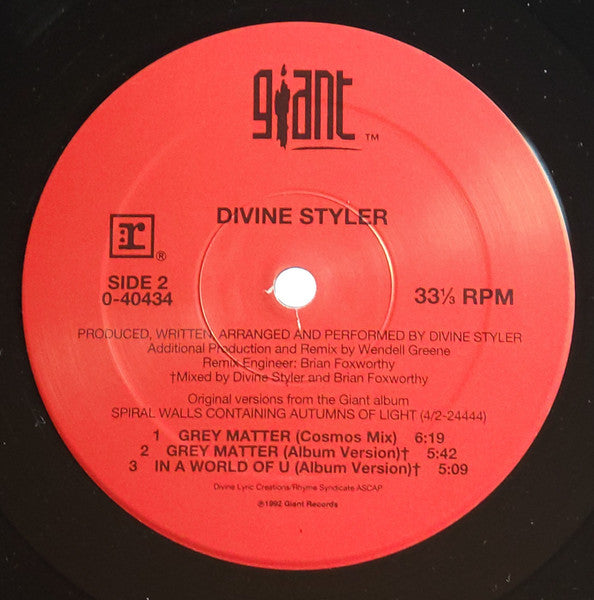 giant
TM
DIVINE STYLER
r
®
SIDE 2
0-40434
33⅓ RPM
PRODUCED, WRITTEN, ARRANGED AND PERFORMED BY DIVINE STYLER
Additional Production and Remix by Wendell Greene
Remix Engineer: Brian Foxworthy
†Mixed by Divine Styler and Brian Foxworthy
Original versions from the Giant album
SPIRAL WALLS CONTAINING AUTUMNS OF LIGHT (4/2-24444)
1 GREY MATTER (Cosmos Mix) 6:19
2 GREY MATTER (Album Version)† 5:42
3 IN A WORLD OF U (Album Version)† 5:09
Divine Lyric Creations/Rhyme Syndicate ASCAP
℗1992 Giant Records